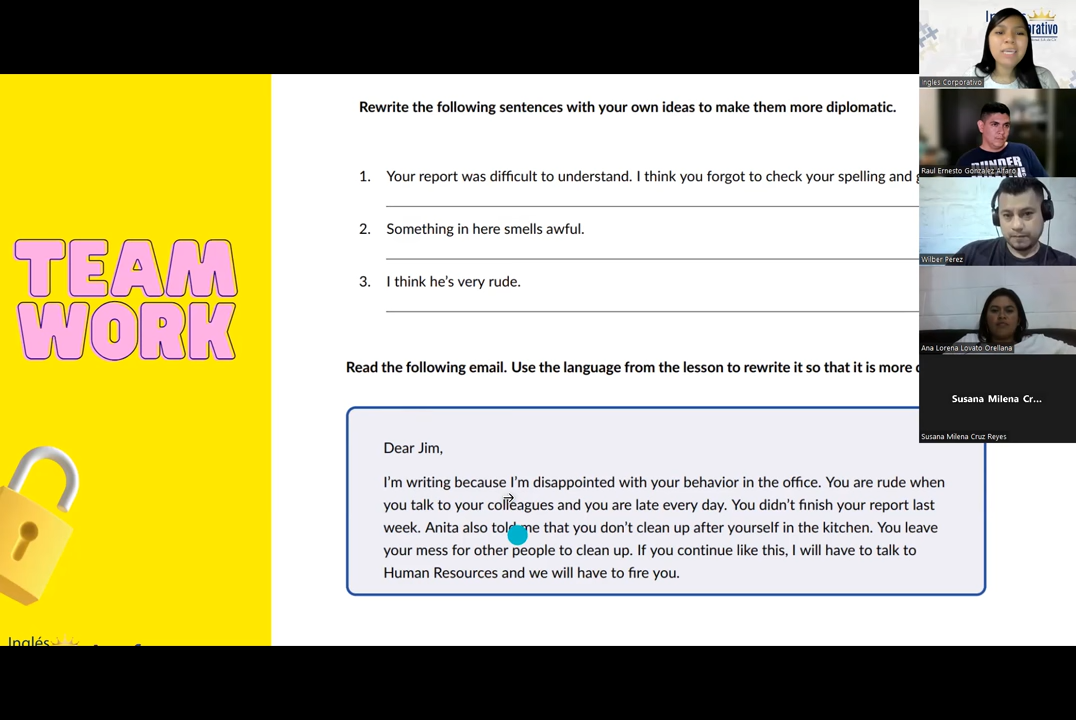 Rewrite the following sentences with your own ideas to make them more diplomatic.
1. Your report was difficult to understand. I think you forgot to check your spelling and
2. Something in here smells awful.
3. I think he's very rude.
TEAM
WORK
Read the following email. Use the language from the lesson to rewrite it so that it is more
Dear Jim,
I'm writing because I'm disappointed with your behavior in the office. You are rude when
you talk to your colleagues and you are late every day. You didn't finish your report last
week. Anita also told me that you don't clean up after yourself in the kitchen. You leave
your mess for other people to clean up. If you continue like this, I will have to talk to
Human Resources and we will have to fire you.
Inglés
Ingles Corporativo
Raul Ernesto Gonzalez Alfaro
Wilber Perez
Ana Lorena Lovato Orellana
Susana Milena Cr...
Susana Milena Cruz Reyes